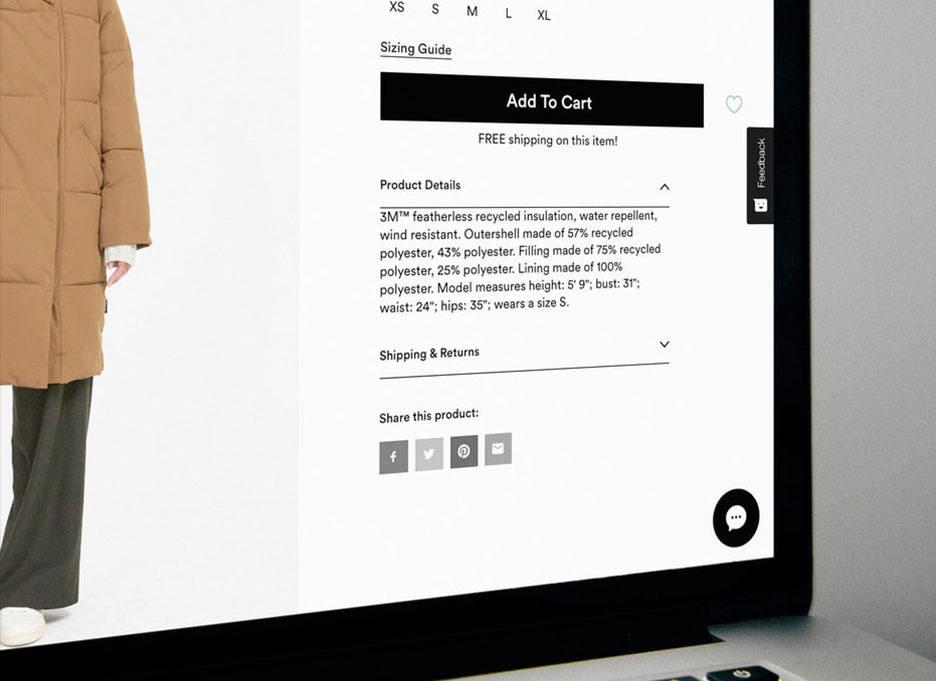 XS S M L XL
Sizing Guide
Add To Cart
FREE shipping on this item!
Feedback
Product Details
3M™ featherless recycled insulation, water repellent,
wind resistant. Outershell made of 57% recycled
polyester, 43% polyester. Filling made of 75% recycled
polyester, 25% polyester. Lining made of 100%
polyester. Model measures height: 5' 9"; bust: 31";
waist: 24"; hips: 35"; wears a size S.
Shipping & Returns
Share this product: